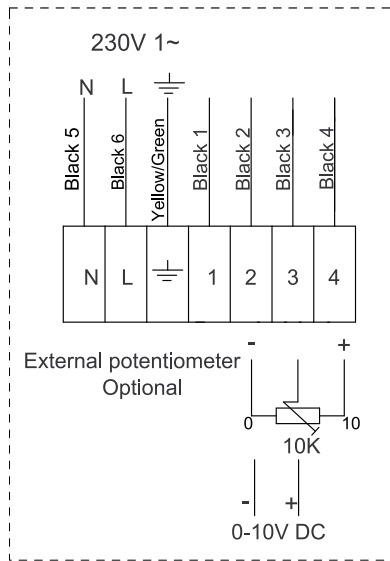 230V 1~
N L
Black 5
Black 6
Yellow/Green
Black 1
Black 2
Black 3
Black 4
N L 1 2 3 4
- +
External potentiometer
Optional
0 10
10K
- +
0-10V DC